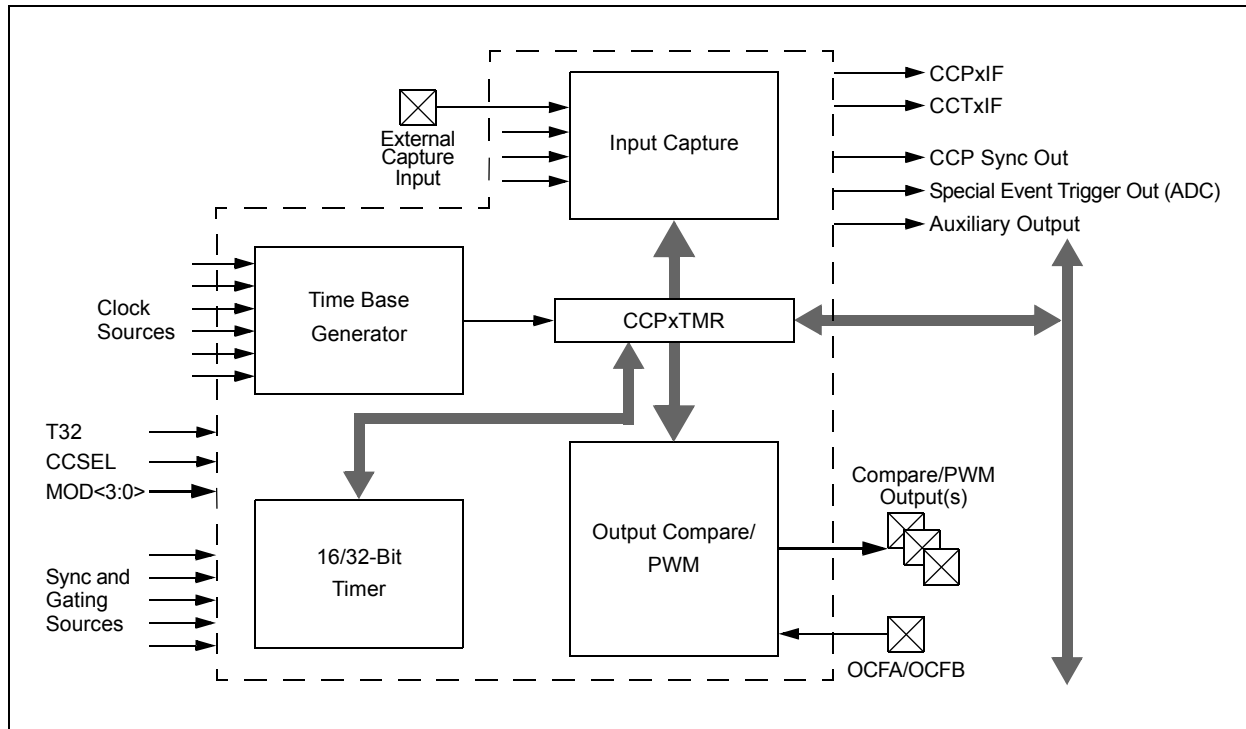 CCPxIF
CCTxIF
External
Capture
Input
Input Capture
CCP Sync Out
Special Event Trigger Out (ADC)
Auxiliary Output
Clock
Sources
Time Base
Generator
CCPxTMR
T32
CCSEL
MOD<3:0>
Sync and
Gating
Sources
16/32-Bit
Timer
Output Compare/
PWM
Compare/PWM
Output(s)
OCFA/OCFB